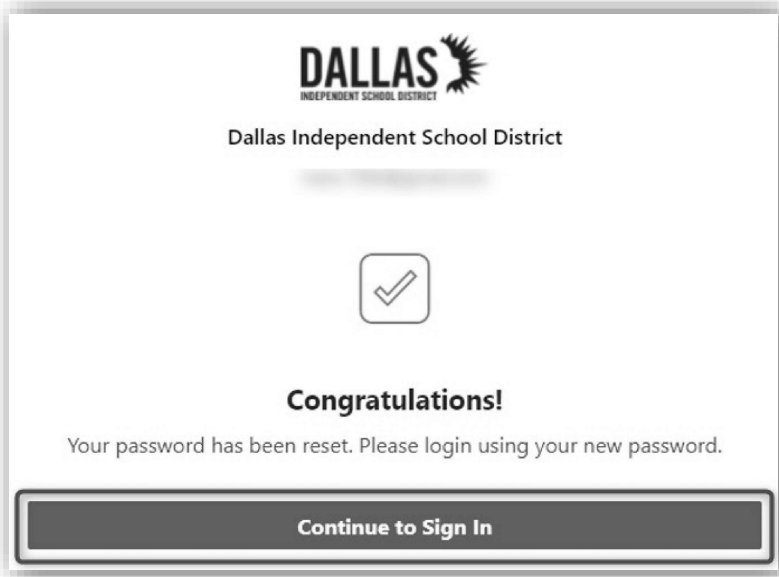 DALLAS
INDEPENDENT SCHOOL DISTRICT
Dallas Independent School District
Congratulations!
Your password has been reset. Please login using your new password.
Continue to Sign In